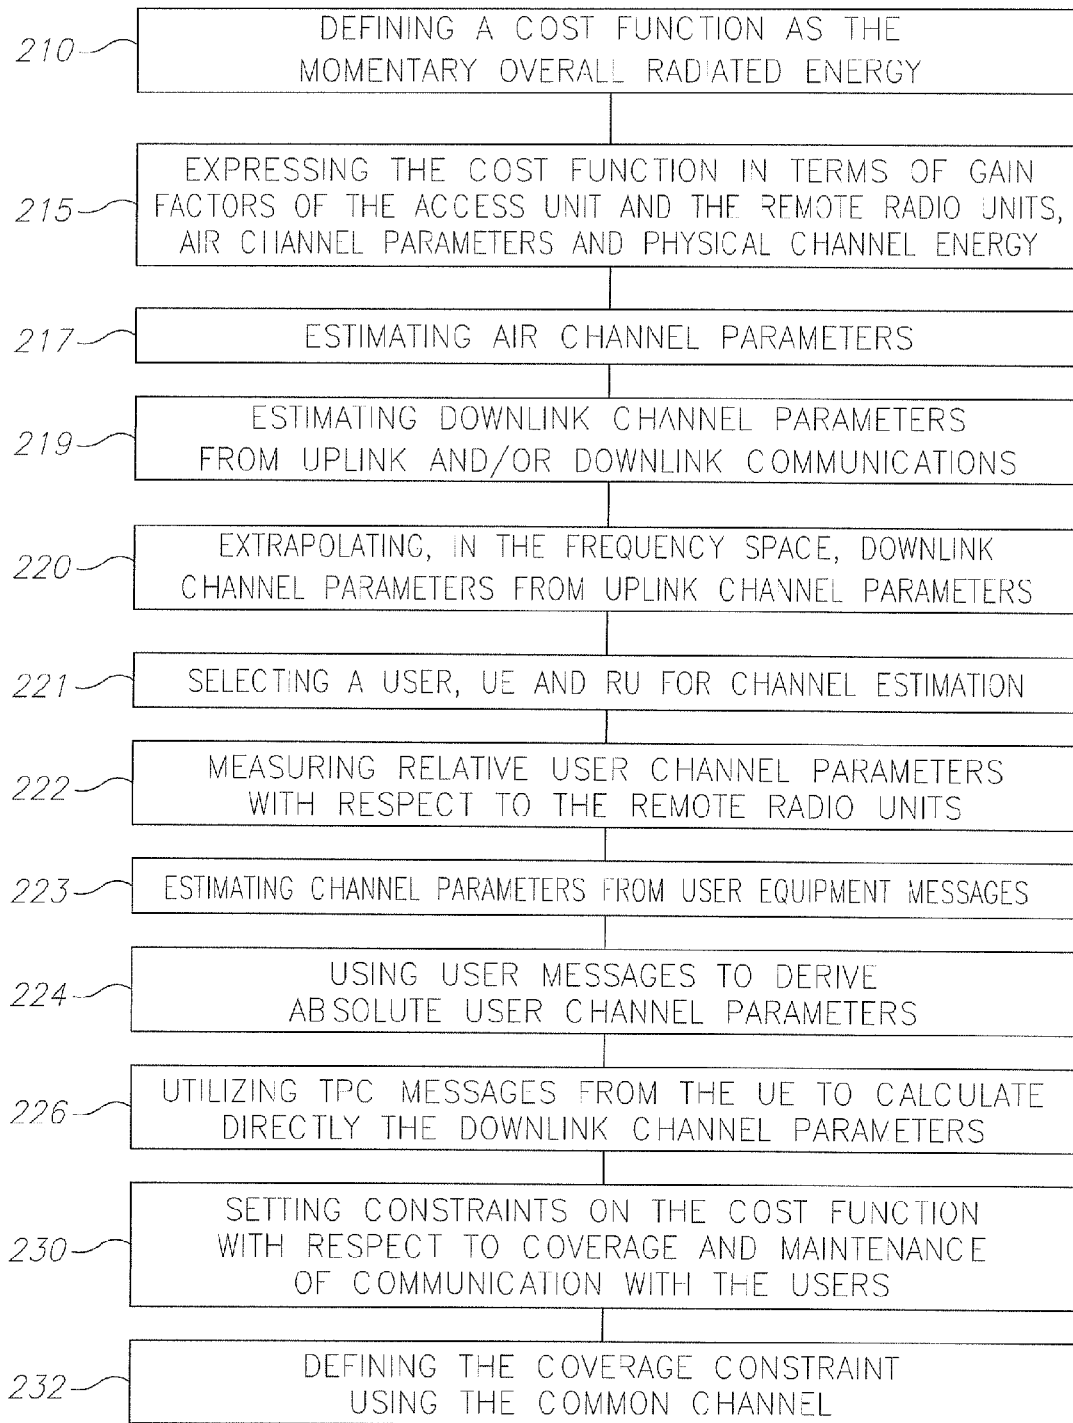 210
DEFINING A COST FUNCTION AS THE
MOMENTARY OVERALL RADIATED ENERGY
215
EXPRESSING THE COST FUNCTION IN TERMS OF GAIN
FACTORS OF THE ACCESS UNIT AND THE REMOTE RADIO UNITS,
AIR CHANNEL PARAMETERS AND PHYSICAL CHANNEL ENERGY
217
ESTIMATING AIR CHANNEL PARAMETERS
219
ESTIMATING DOWNLINK CHANNEL PARAMETERS
FROM UPLINK AND/OR DOWNLINK COMMUNICATIONS
220
EXTRAPOLATING, IN THE FREQUENCY SPACE, DOWNLINK
CHANNEL PARAMETERS FROM UPLINK CHANNEL PARAMETERS
221
SELECTING A USER, UE AND RU FOR CHANNEL ESTIMATION
222
MEASURING RELATIVE USER CHANNEL PARAMETERS
WITH RESPECT TO THE REMOTE RADIO UNITS
223
ESTIMATING CHANNEL PARAMETERS FROM USER EQUIPMENT MESSAGES
224
USING USER MESSAGES TO DERIVE
ABSOLUTE USER CHANNEL PARAMETERS
226
UTILIZING TPC MESSAGES FROM THE UE TO CALCULATE
DIRECTLY THE DOWNLINK CHANNEL PARAMETERS
230
SETTING CONSTRAINTS ON THE COST FUNCTION
WITH RESPECT TO COVERAGE AND MAINTENANCE
OF COMMUNICATION WITH THE USERS
232
DEFINING THE COVERAGE CONSTRAINT
USING THE COMMON CHANNEL